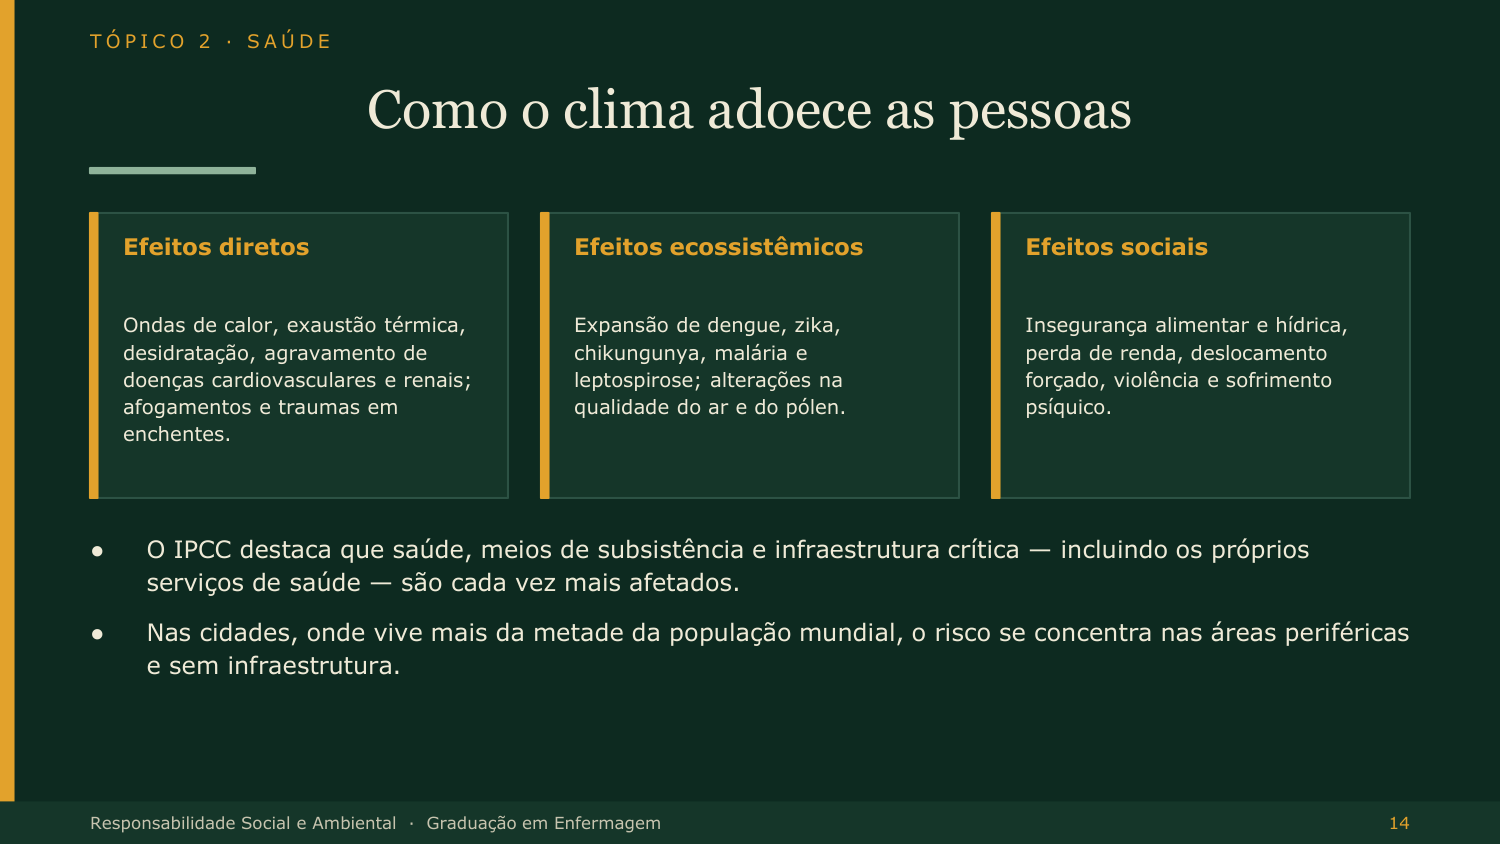 TÓPICO 2 · SAÚDE
Como o clima adoece as pessoas
Efeitos diretos
Ondas de calor, exaustão térmica,
desidratação, agravamento de
doenças cardiovasculares e renais;
afogamentos e traumas em
enchentes.
Efeitos ecossistêmicos
Expansão de dengue, zika,
chikungunya, malária e
leptospirose; alterações na
qualidade do ar e do pólen.
Efeitos sociais
Insegurança alimentar e hídrica,
perda de renda, deslocamento
forçado, violência e sofrimento
psíquico.
● O IPCC destaca que saúde, meios de subsistência e infraestrutura crítica — incluindo os próprios
serviços de saúde — são cada vez mais afetados.
● Nas cidades, onde vive mais da metade da população mundial, o risco se concentra nas áreas periféricas
e sem infraestrutura.
Responsabilidade Social e Ambiental · Graduação em Enfermagem
14